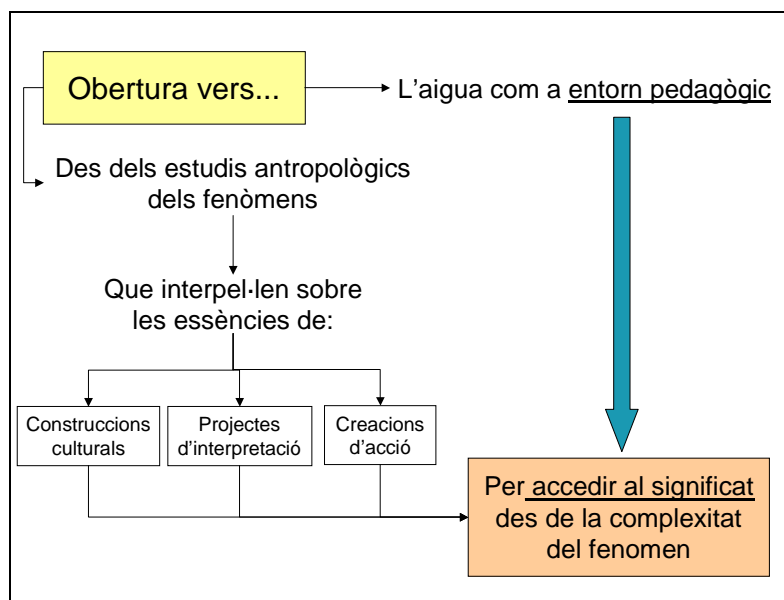 Obertura vers...
L'aigua com a entorn pedagògic
Des dels estudis antropològics
dels fenòmens
Que interpel·len sobre
les essències de:
Construccions
culturals
Projectes
d'interpretació
Creacions
d'acció
Per accedir al significat
des de la complexitat
del fenomen